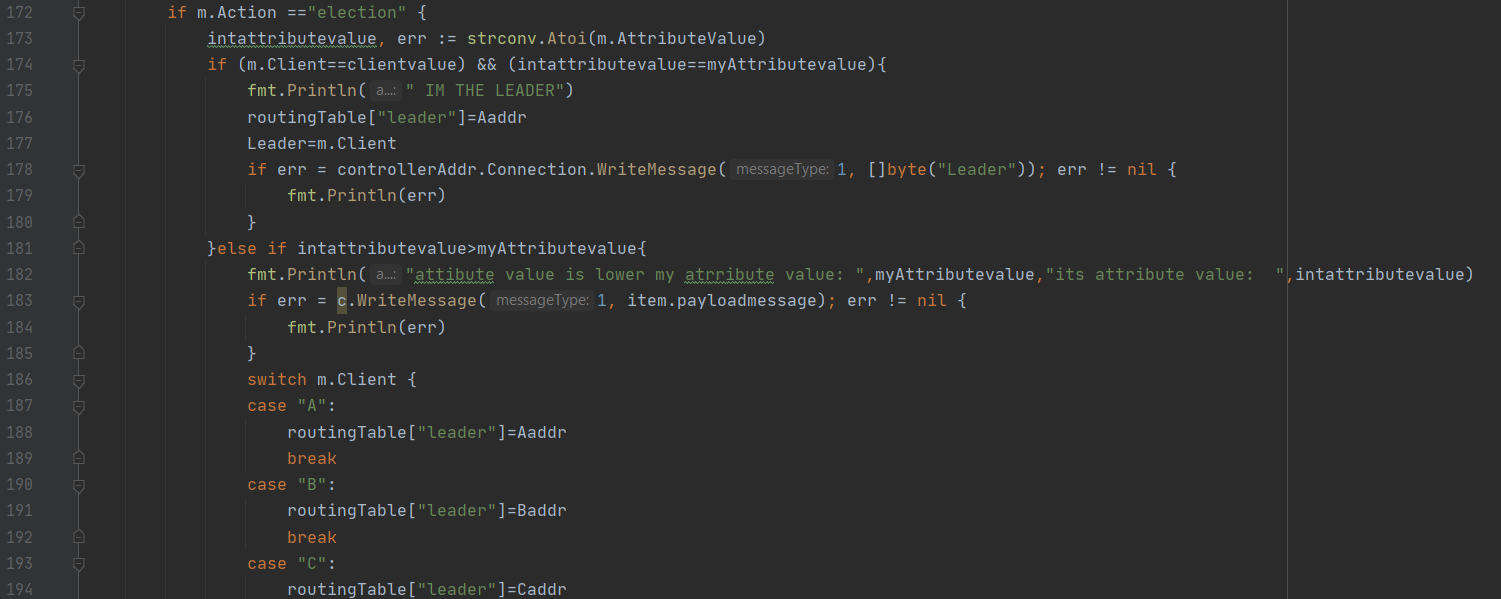 172 if m.Action =="election" {
173 intattributevalue, err := strconv.Atoi(m.AttributeValue)
174 if (m.Client==clientvalue) && (intattributevalue==myAttributevalue){
175 fmt.Println( a...: " IM THE LEADER")
176 routingTable["leader"]=Aaddr
177 Leader=m.Client
178 if err = controllerAddr.Connection.WriteMessage( messageType: 1, []byte("Leader")); err != nil {
179 fmt.Println(err)
180 }
181 }else if intattributevalue>myAttributevalue{
182 fmt.Println( a...: "attibute value is lower my atrribute value: ",myAttributevalue,"its attribute value:  ",intattributevalue)
183 if err = c.WriteMessage( messageType: 1, item.payloadmessage); err != nil {
184 fmt.Println(err)
185 }
186 switch m.Client {
187 case "A":
188 routingTable["leader"]=Aaddr
189 break
190 case "B":
191 routingTable["leader"]=Baddr
192 break
193 case "C":
194 routingTable["leader"]=Caddr